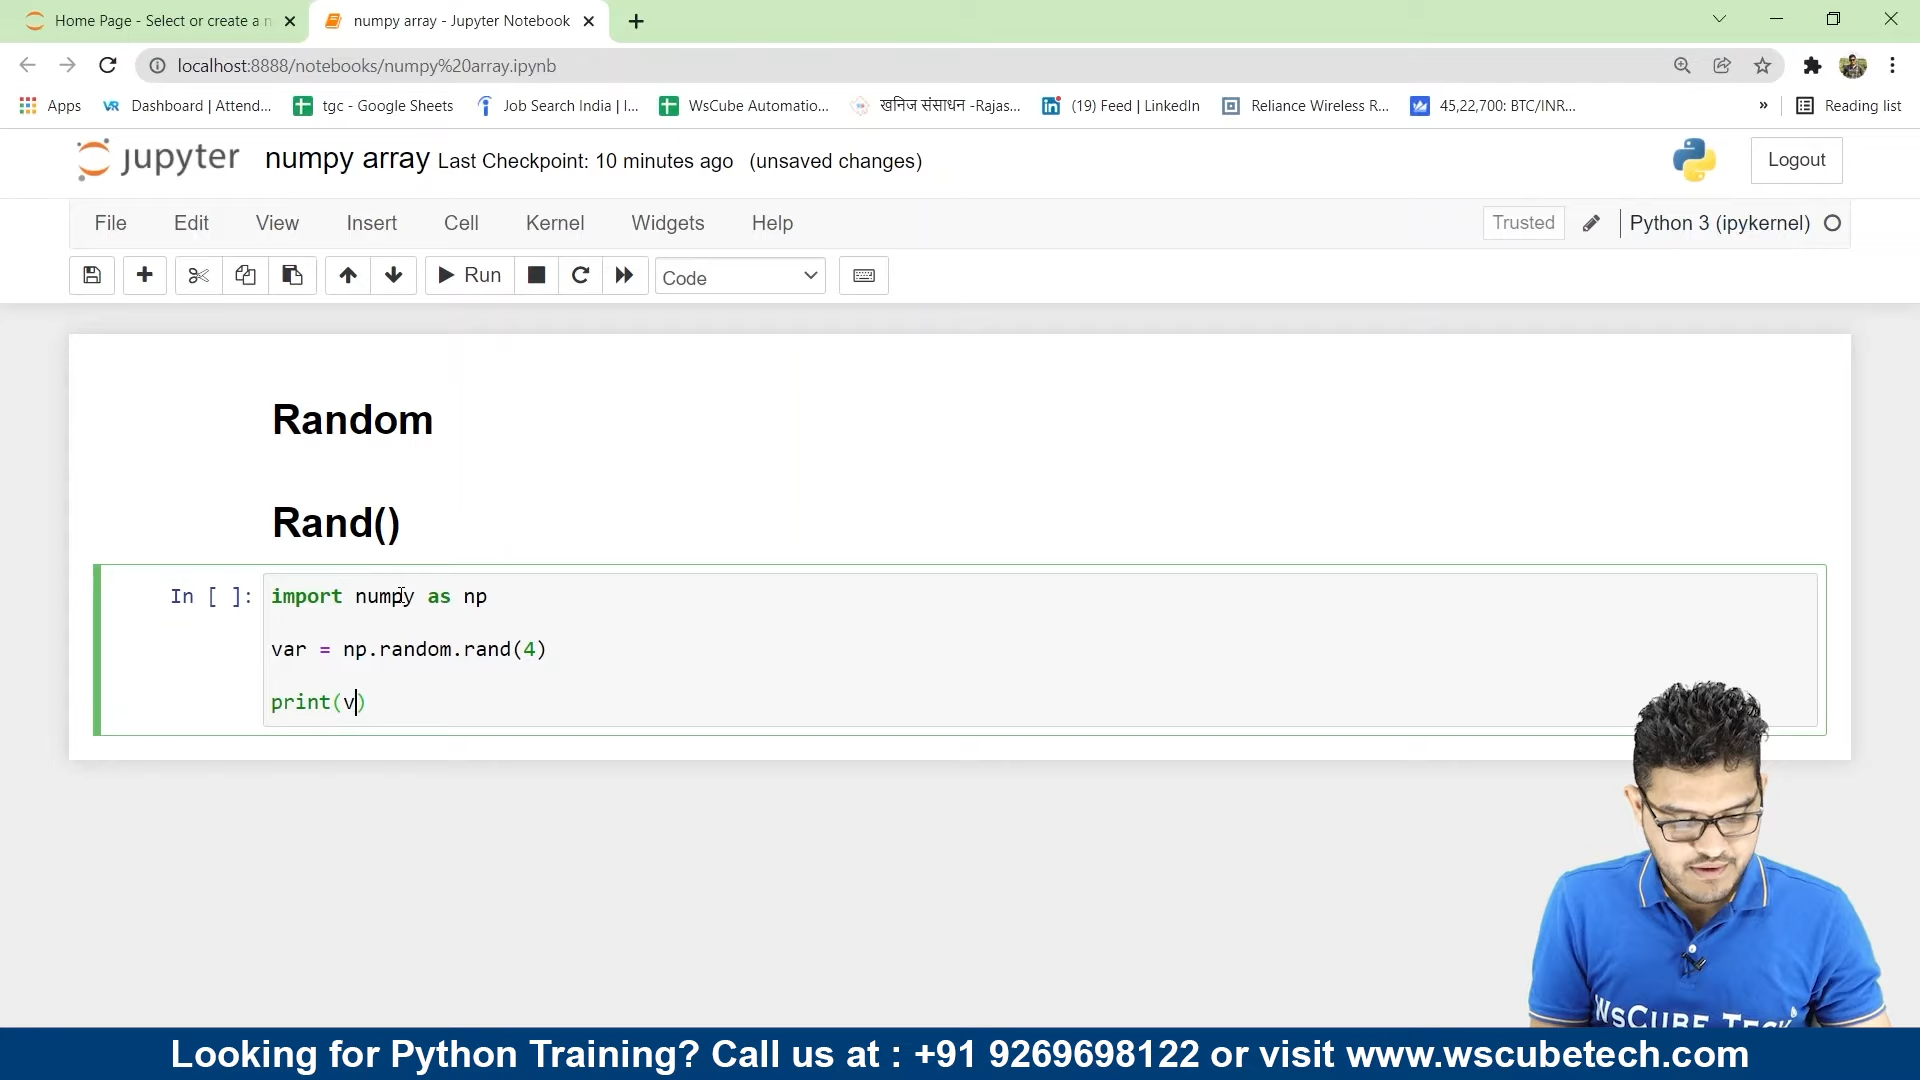 Home Page - Select or create a n
numpy array - Jupyter Notebook
localhost:8888/notebooks/numpy%20array.ipynb
Apps
VR Dashboard | Attend...
tgc - Google Sheets
Job Search India | I...
WsCube Automatio...
खनिज संसाधन -Rajas...
in (19) Feed | LinkedIn
Reliance Wireless R...
45,22,700: BTC/INR...
»
Reading list
jupyter numpy array Last Checkpoint: 10 minutes ago (unsaved changes)
Logout
File Edit View Insert Cell Kernel Widgets Help
Trusted Python 3 (ipykernel)
Run Code
Random
Rand()
In [ ]: import numpy as np
var = np.random.rand(4)
print(v)
WsCube Tech
Looking for Python Training? Call us at : +91 9269698122 or visit www.wscubetech.com